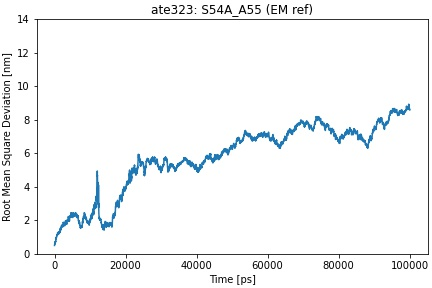 ate323: S54A_A55 (EM ref)
Root Mean Square Deviation [nm]
14
12
10
8
6
4
2
0
0 20000 40000 60000 80000 100000
Time [ps]